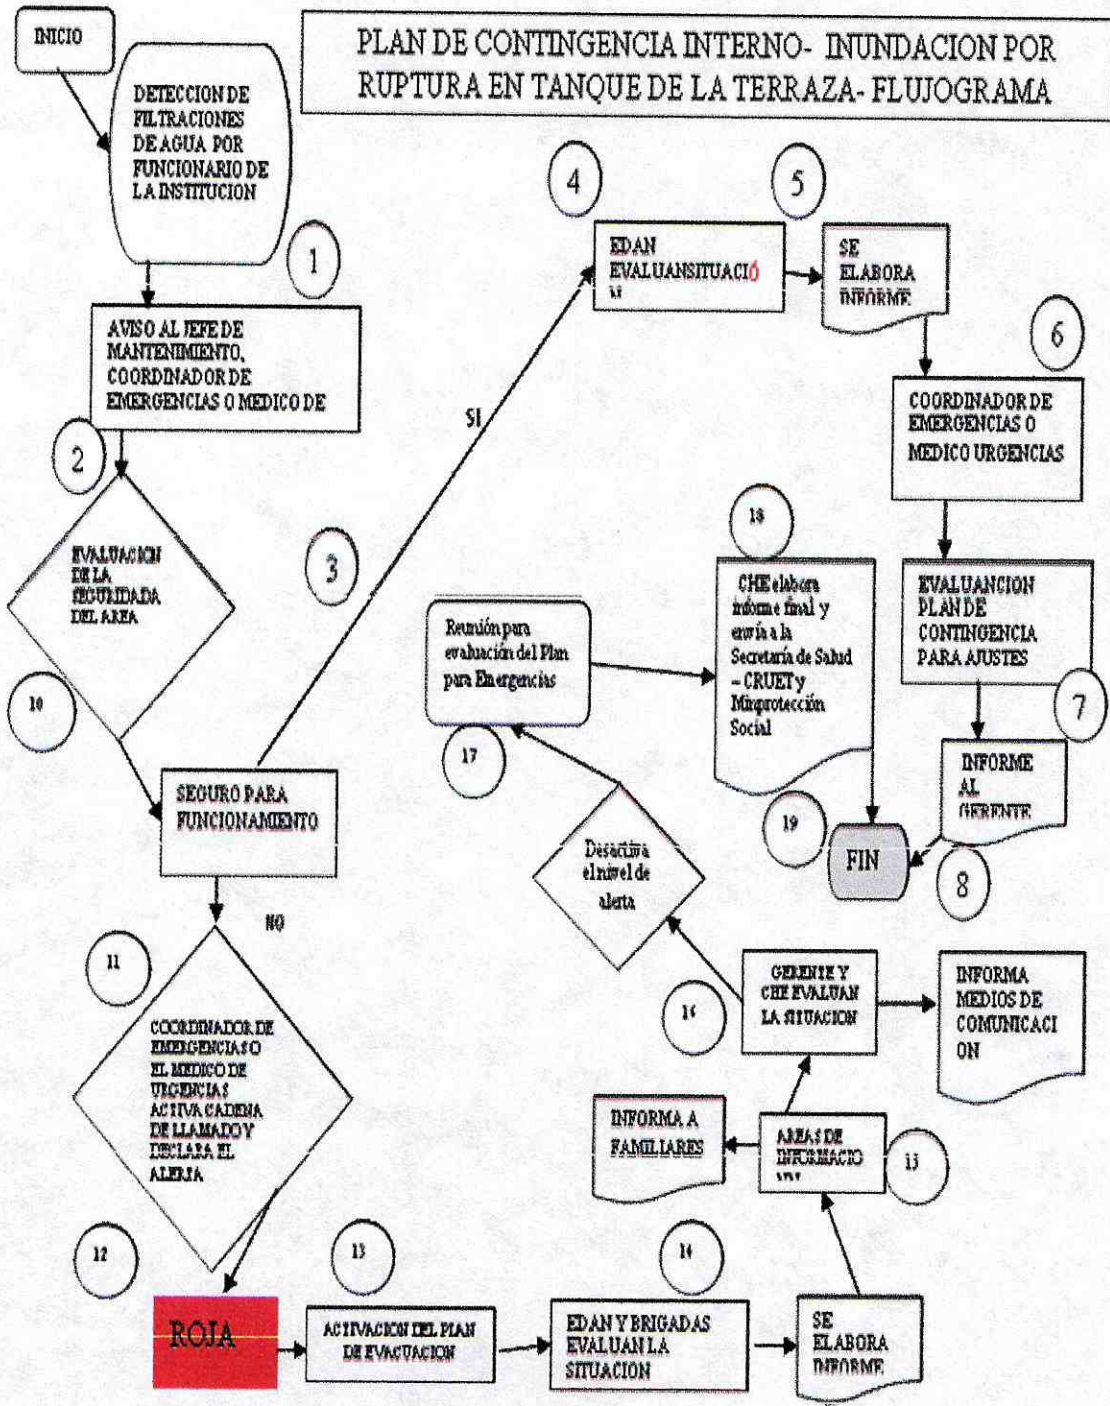 INICIO
PLAN DE CONTINGENCIA INTERNO- INUNDACION POR
RUPTURA EN TANQUE DE LA TERRAZA- FLUJOGRAMA
DETECCION DE
FILTRACIONES
DE AGUA POR
FUNCIONARIO DE
LA INSTITUCION
1
AVISO AL JEFE DE
MANTENIMIENTO,
COORDINADOR DE
EMERGENCIAS O MEDICO DE
2
EVALUACION
DE LA
SEGURIDADA
DEL AREA
10
SEGURO PARA
FUNCIONAMIENTO
3
SI
4
EDAN
EVALUANSITUACIÓ
5
SE
ELABORA
INFORME
6
COORDINADOR DE
EMERGENCIAS O
MEDICO URGENCIAS
EVALUANCION
PLAN DE
CONTINGENCIA
PARA AJUSTES
7
INFORME
AL
GERENTE
8
FIN
19
18
CHE elabora
informe final y
envía a la
Secretaría de Salud
– CRUET y
Minprotección
Social
Reunión para
evaluación del Plan
para Emergencias
17
Desactiva
el nivel de
alerta
NO
11
COORDINADOR DE
EMERGENCIAS O
EL MEDICO DE
URGENCIAS
ACTIVA CADENA
DE LLAMADO Y
DECLARA EL
ALERTA
12
ROJA
13
ACTIVACION DEL PLAN
DE EVACUACION
14
EDAN Y BRIGADAS
EVALUAN LA
SITUACION
SE
ELABORA
INFORME
AREAS DE
INFORMACIO
15
INFORMA A
FAMILIARES
GERENTE Y
CHE EVALUAN
LA SITUACION
16
INFORMA
MEDIOS DE
COMUNICACI
ON